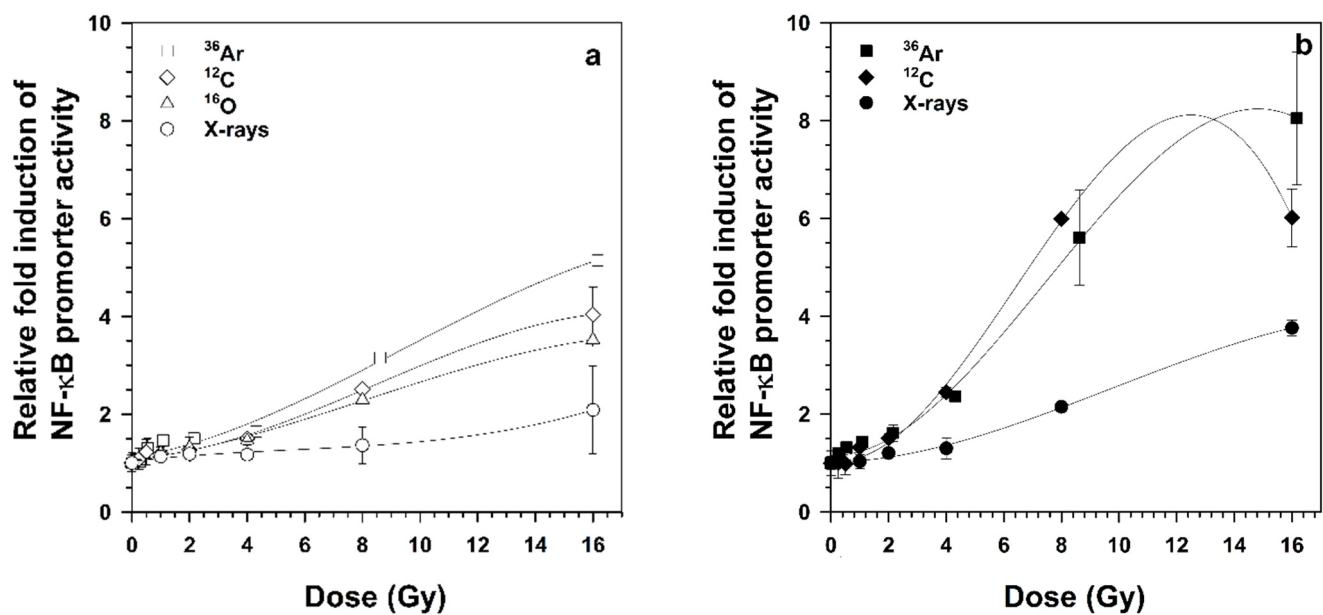 a
³⁶Ar
¹²C
¹⁶O
X-rays
Relative fold induction of
NF-κB promorter activity
10
8
6
4
2
0
0 2 4 6 8 10 12 14 16
Dose (Gy)
b
³⁶Ar
¹²C
X-rays
Relative fold induction of
NF-κB promorter activity
10
8
6
4
2
0
0 2 4 6 8 10 12 14 16
Dose (Gy)